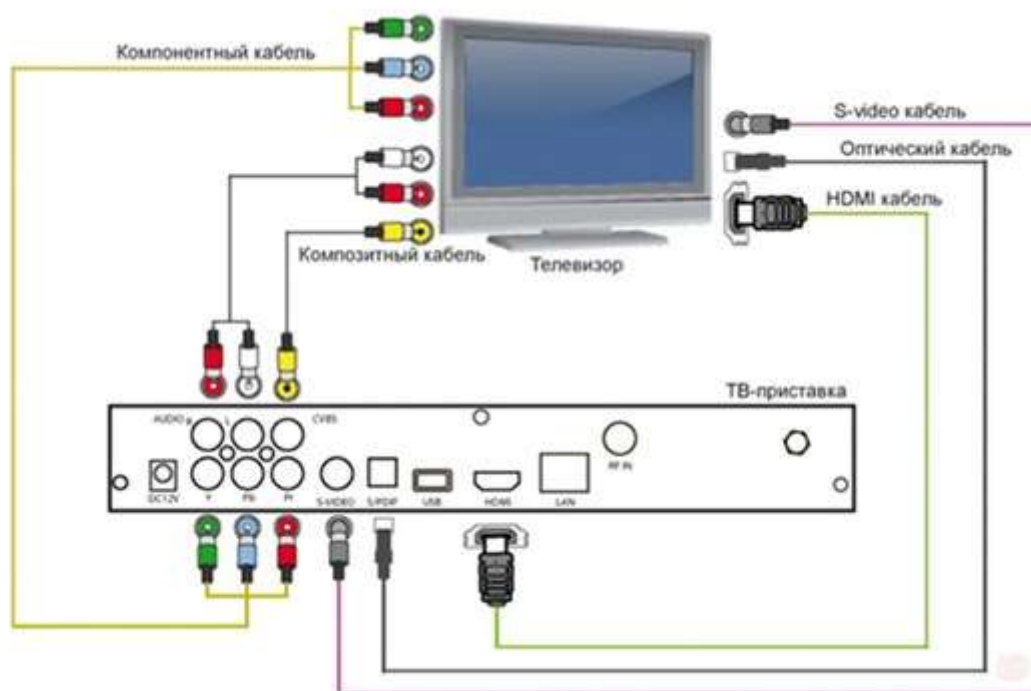 Компонентный кабель
S-video кабель
Оптический кабель
HDMI кабель
Композитный кабель
Телевизор
ТВ-приставка
AUDIO R L CVBS
RF IN
DC12V Y Pb Pr S-VIDEO S/PDIF USB HDMI LAN